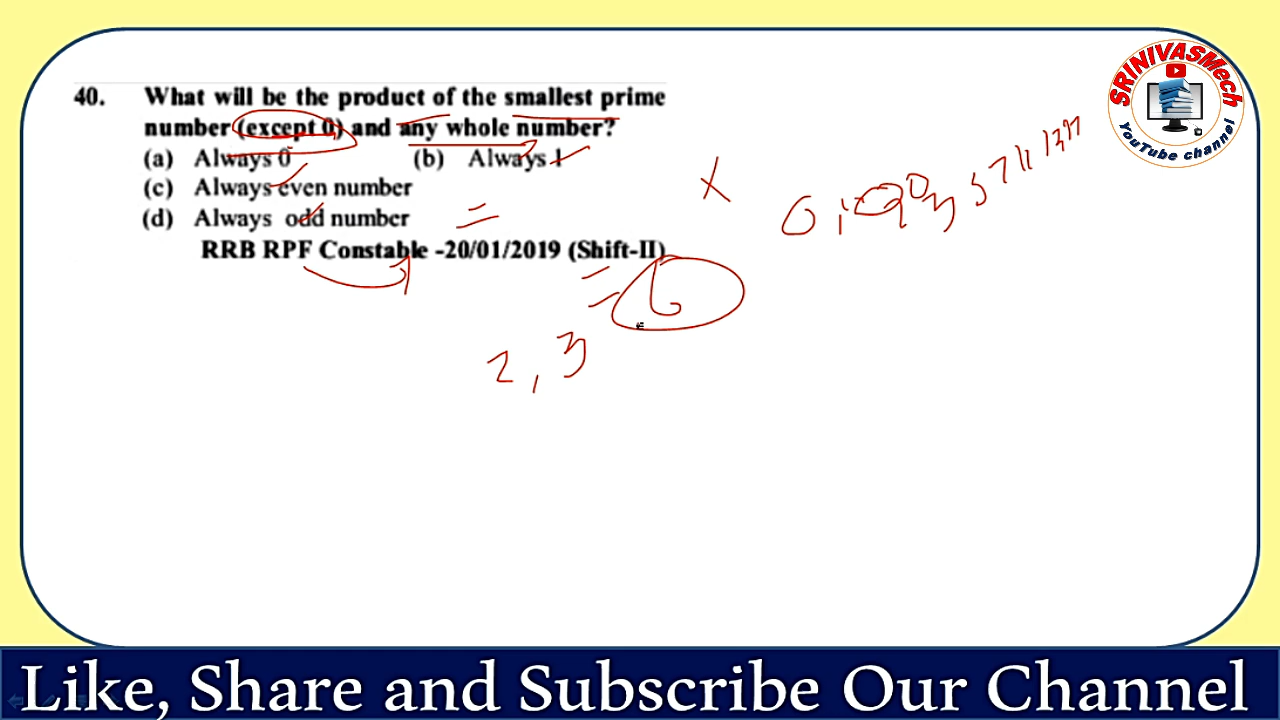 40. What will be the product of the smallest prime
number (except 0) and any whole number?
(a) Always 0 (b) Always 1
(c) Always even number
(d) Always odd number
RRB RPF Constable -20/01/2019 (Shift-II)
= 6
2, 3
SRINIVASMech
YouTube channel
Like, Share and Subscribe Our Channel